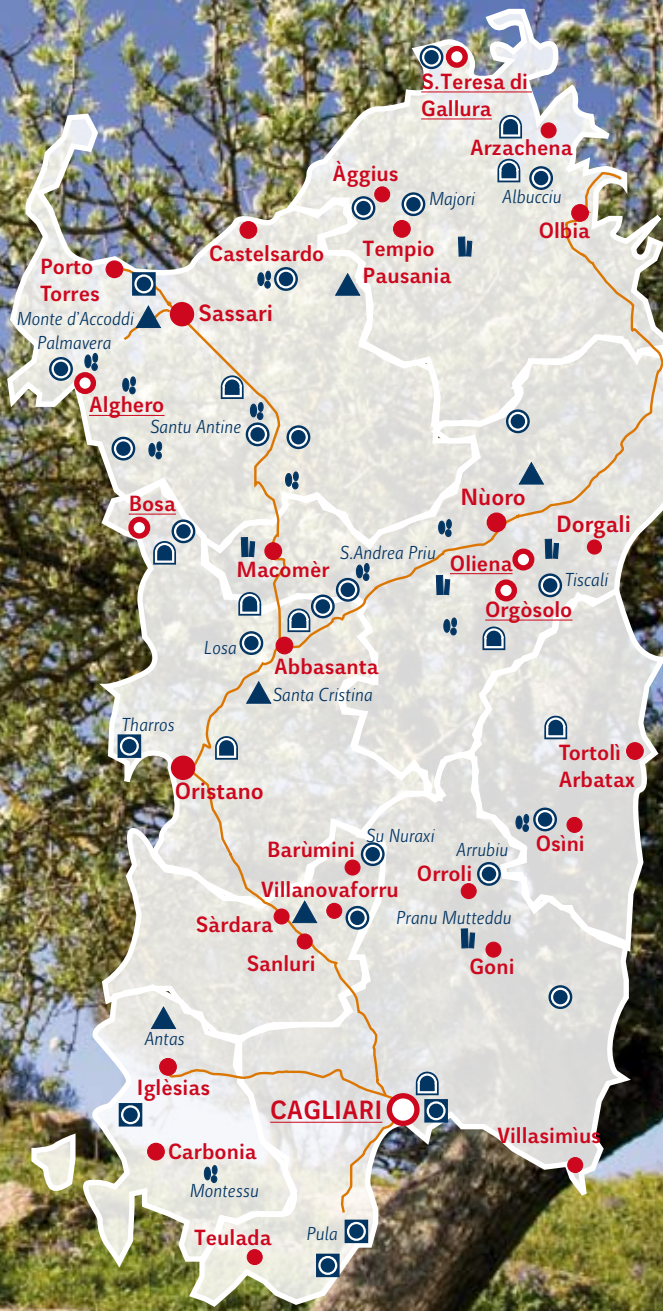 S.Teresa di
Gallura
Arzachena
Àggius
Majori
Albucciu
Olbia
Castelsardo
Tempio
Pausania
Porto
Torres
Sassari
Monte d'Accoddi
Palmavera
Alghero
Santu Antine
Bosa
Nùoro
Dorgali
S.Andrea Priu
Macomèr
Oliena
Tiscali
Orgòsolo
Losa
Abbasanta
Santa Cristina
Tharros
Tortolì
Arbatax
Oristano
Su Nuraxi
Osìni
Barùmini
Arrubiu
Orroli
Villanovaforru
Pranu Mutteddu
Sàrdara
Sanluri
Goni
Antas
Iglèsias
CAGLIARI
Villasimìus
Carbonia
Montessu
Teulada
Pula